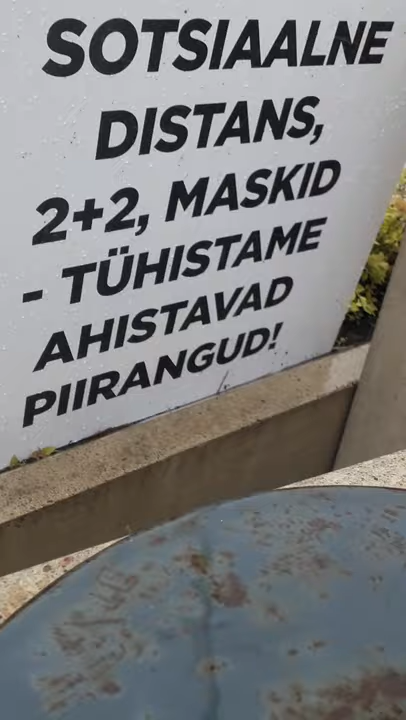 SOTSIAALNE
DISTANS,
2+2, MASKID
- TÜHISTAME
AHISTAVAD
PIIRANGUD!